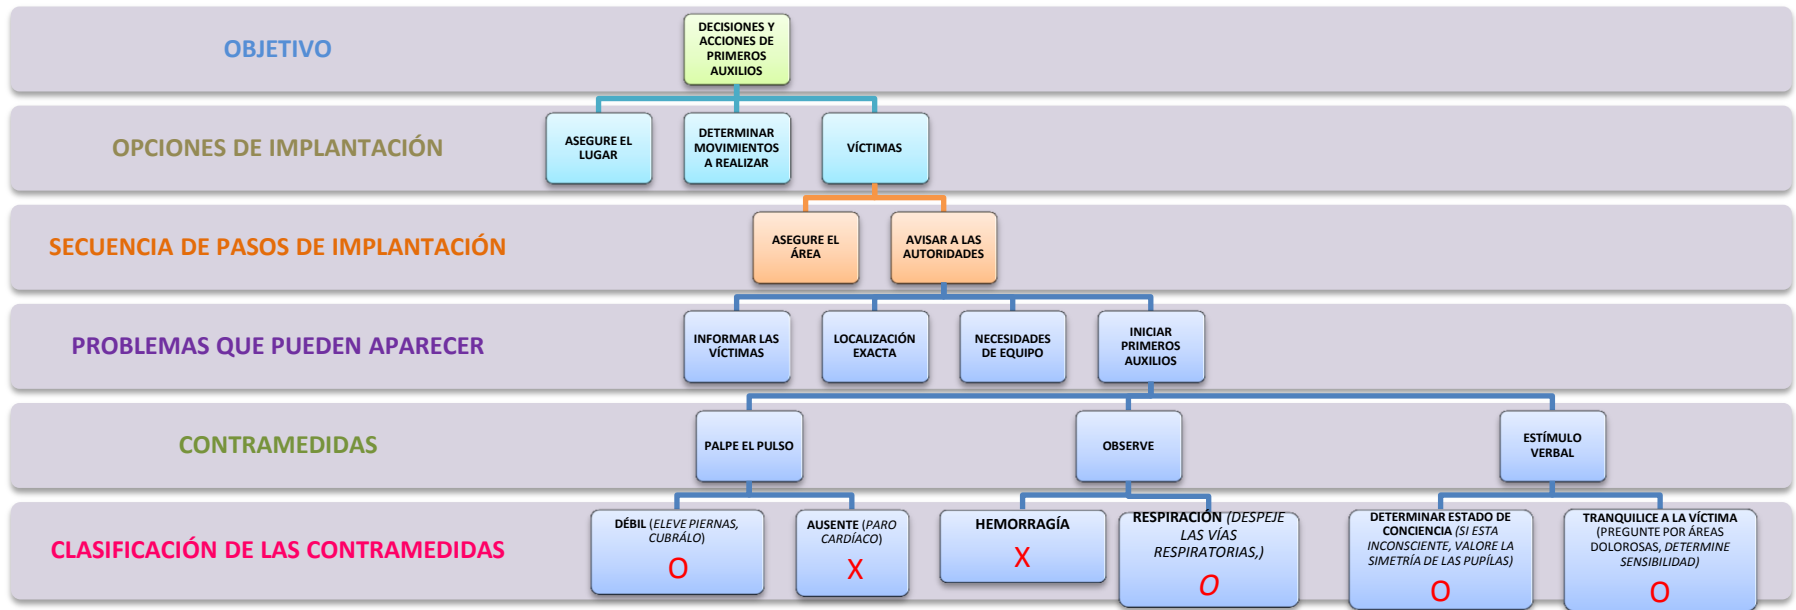 OBJETIVO
DECISIONES Y
ACCIONES DE
PRIMEROS
AUXILIOS
OPCIONES DE IMPLANTACIÓN
ASEGURE EL
LUGAR
DETERMINAR
MOVIMIENTOS
A REALIZAR
VÍCTIMAS
SECUENCIA DE PASOS DE IMPLANTACIÓN
ASEGURE EL
ÁREA
AVISAR A LAS
AUTORIDADES
PROBLEMAS QUE PUEDEN APARECER
INFORMAR LAS
VÍCTIMAS
LOCALIZACIÓN
EXACTA
NECESIDADES
DE EQUIPO
INICIAR
PRIMEROS
AUXILIOS
CONTRAMEDIDAS
PALPE EL PULSO
OBSERVE
ESTÍMULO
VERBAL
CLASIFICACIÓN DE LAS CONTRAMEDIDAS
DÉBIL (ELEVE PIERNAS,
CUBRÁLO)
O
AUSENTE (PARO
CARDÍACO)
X
HEMORRAGÍA
X
RESPIRACIÓN (DESPEJE
LAS VÍAS
RESPIRATORIAS,)
O
DETERMINAR ESTADO DE
CONCIENCIA (SI ESTA
INCONSCIENTE, VALORE LA
SIMETRÍA DE LAS PUPÍLAS)
O
TRANQUILICE A LA VÍCTIMA
(PREGUNTE POR ÁREAS
DOLOROSAS, DETERMINE
SENSIBILIDAD)
O